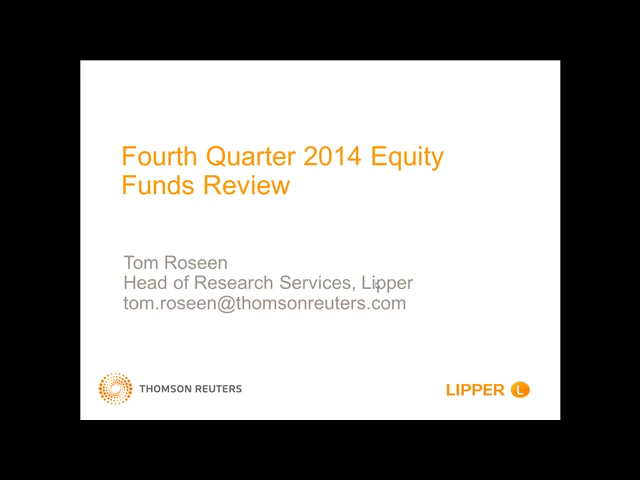 Fourth Quarter 2014 Equity
Funds Review
Tom Roseen
Head of Research Services, Lipper
tom.roseen@thomsonreuters.com
THOMSON REUTERS
LIPPER L